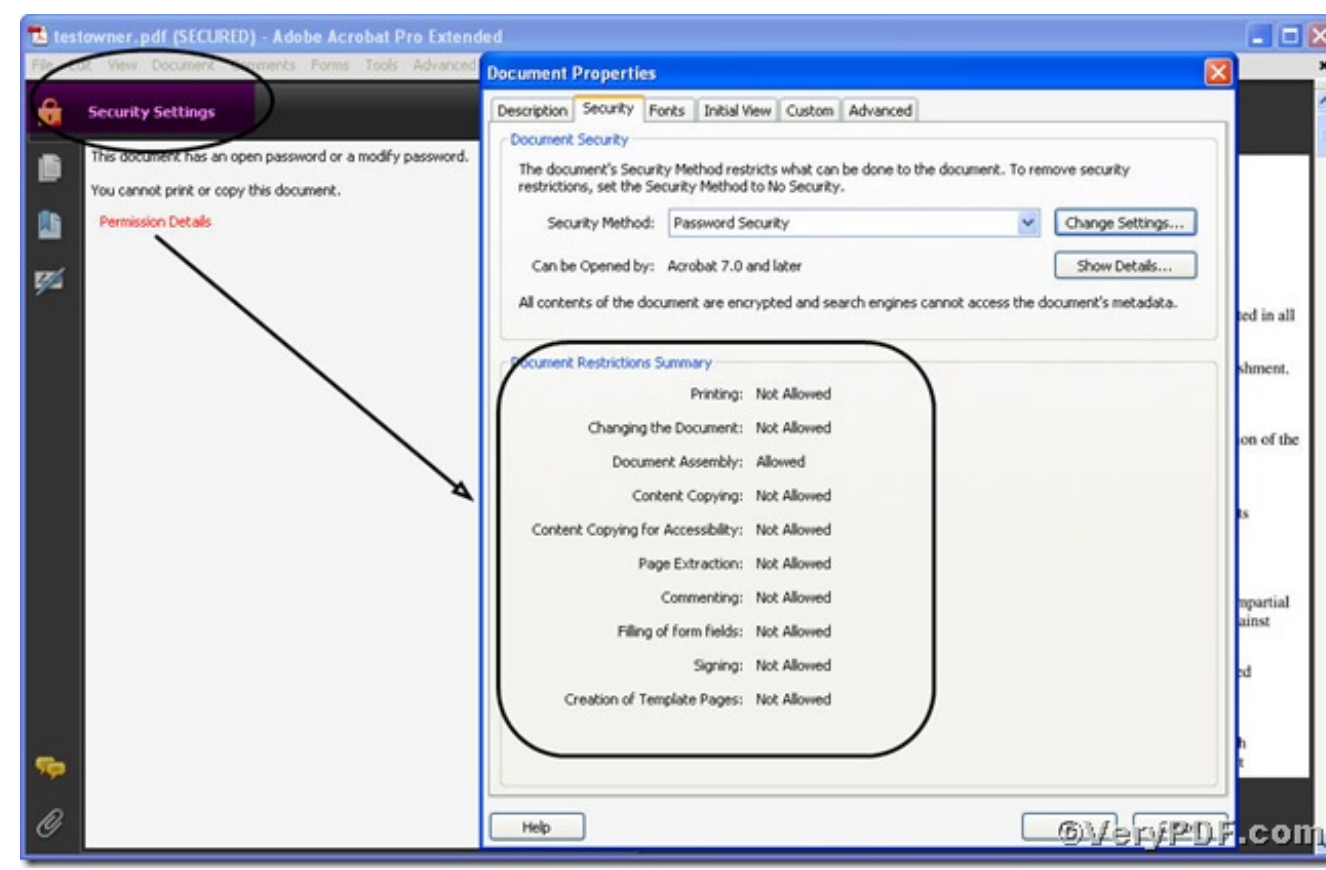 testowner.pdf (SECURED) - Adobe Acrobat Pro Extended
File Edit View Document Comments Forms Tools Advanced
Security Settings
This document has an open password or a modify password.
You cannot print or copy this document.
Permission Details
Document Properties
Description Security Fonts Initial View Custom Advanced
Document Security
The document's Security Method restricts what can be done to the document. To remove security
restrictions, set the Security Method to No Security.
Security Method: Password Security Change Settings...
Can be Opened by: Acrobat 7.0 and later Show Details...
All contents of the document are encrypted and search engines cannot access the document's metadata.
Document Restrictions Summary
Printing: Not Allowed
Changing the Document: Not Allowed
Document Assembly: Allowed
Content Copying: Not Allowed
Content Copying for Accessibility: Not Allowed
Page Extraction: Not Allowed
Commenting: Not Allowed
Filling of form fields: Not Allowed
Signing: Not Allowed
Creation of Template Pages: Not Allowed
Help
©VeryPDF.com
ted in all
shment.
on of the
ts
mpartial
ainst
ed
h
t